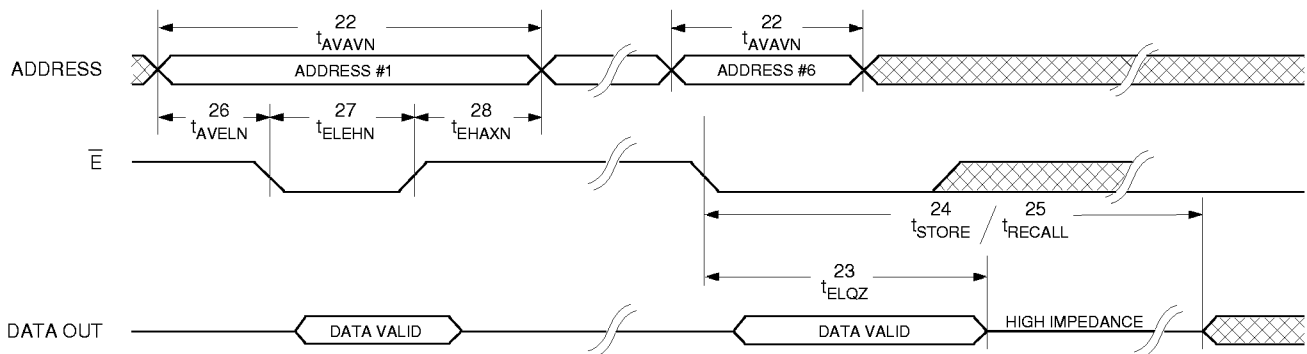 22
tAVAVN
22
tAVAVN
ADDRESS
ADDRESS #1
ADDRESS #6
26
tAVELN
27
tELEHN
28
tEHAXN
E
24
tSTORE
/
25
tRECALL
23
tELQZ
DATA OUT
DATA VALID
DATA VALID
HIGH IMPEDANCE